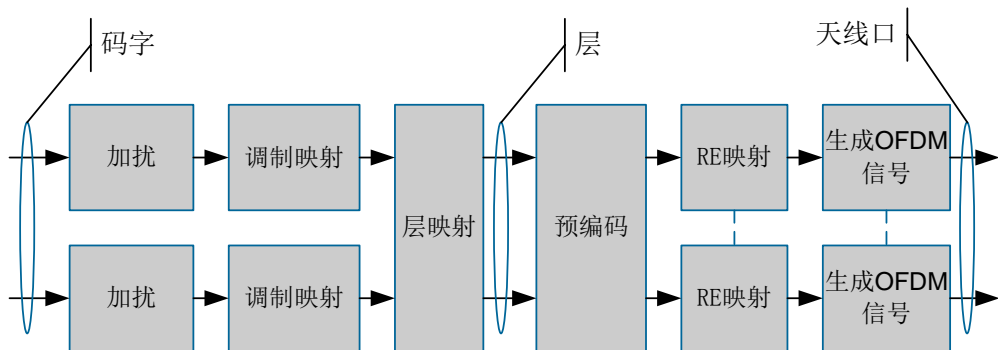 码字
层
天线口
加扰
调制映射
层映射
预编码
RE映射
生成OFDM
信号
加扰
调制映射
RE映射
生成OFDM
信号